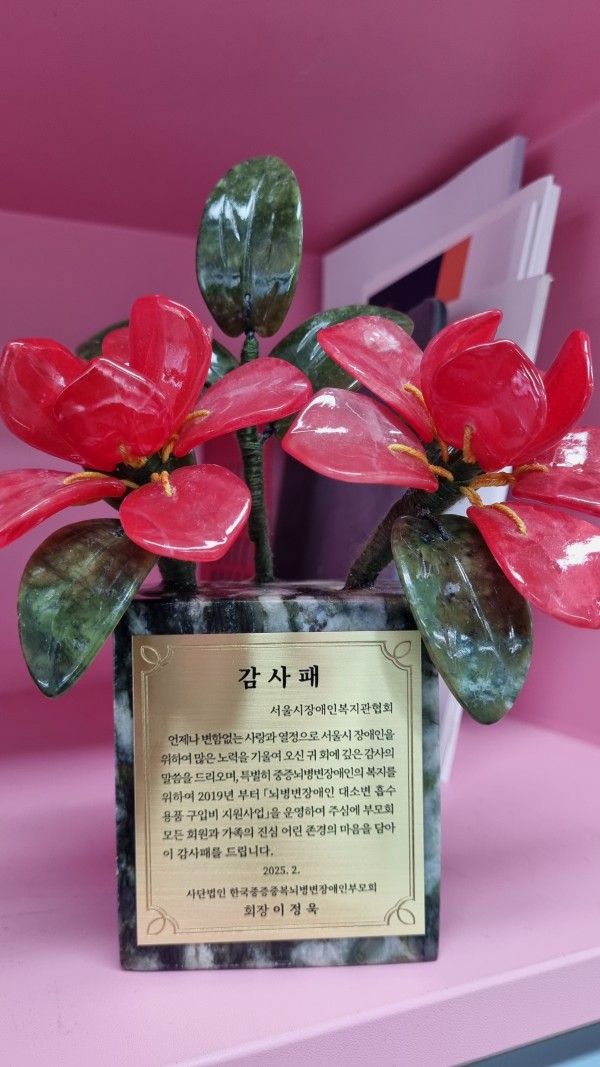 감사패
서울시장애인복지관협회
언제나 변함없는 사랑과 열정으로 서울시 장애인을
위하여 많은 노력을 기울여 오신 귀 회에 깊은 감사의
말씀을 드리오며, 특별히 중증뇌병변장애인의 복지를
위하여 2019년 부터 「뇌병변장애인 대소변 흡수
용품 구입비 지원사업」을 운영하여 주심에 부모회
모든 회원과 가족의 진심 어린 존경의 마음을 담아
이 감사패를 드립니다.
2025. 2.
사단법인 한국중증중복뇌병변장애인부모회
회장 이 정 욱